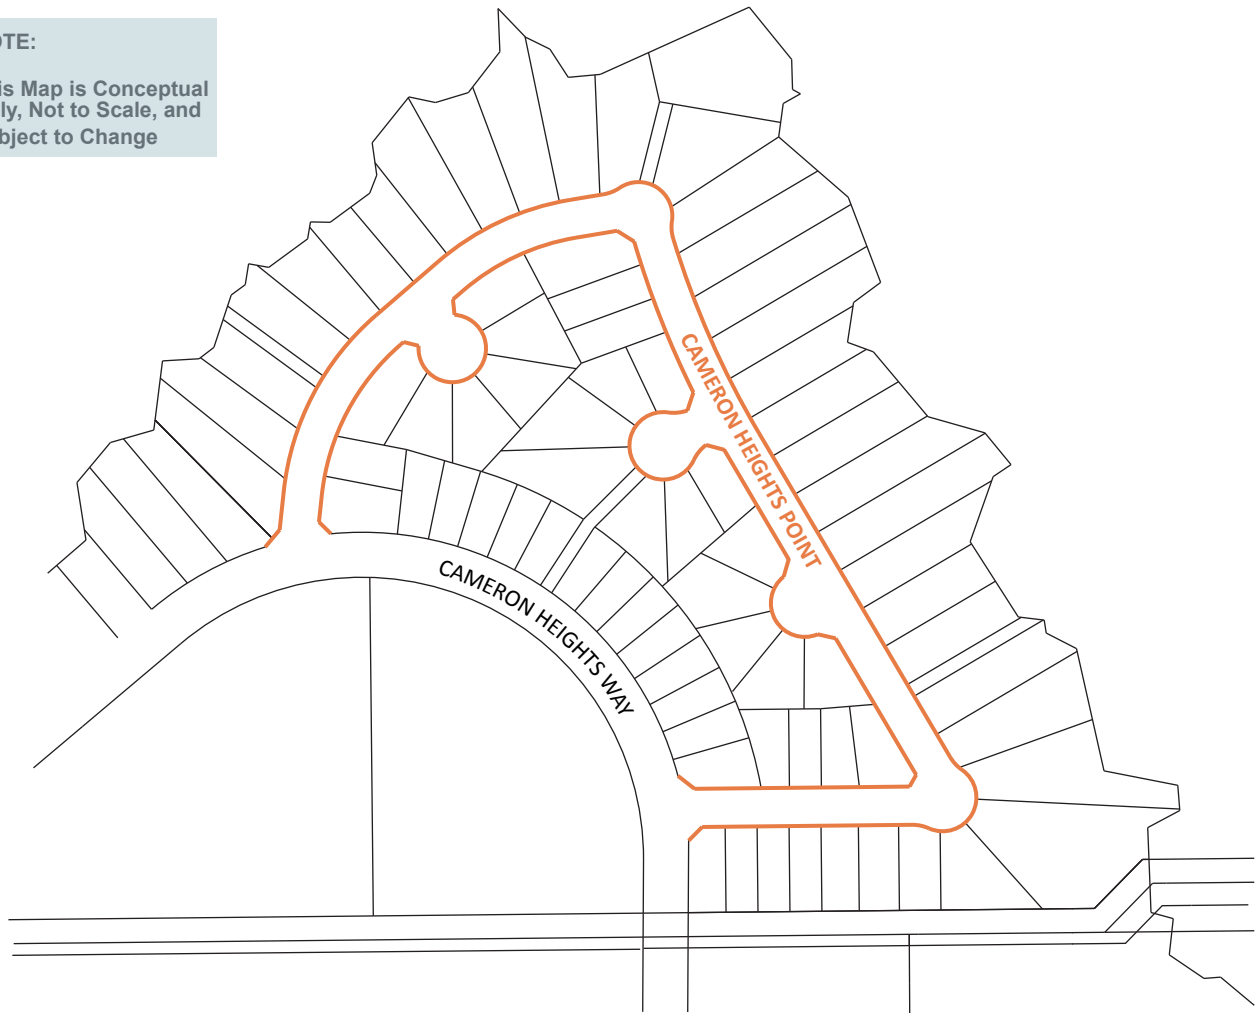 OTE:
is Map is Conceptual
ly, Not to Scale, and
bject to Change
CAMERON HEIGHTS POINT
CAMERON HEIGHTS WAY